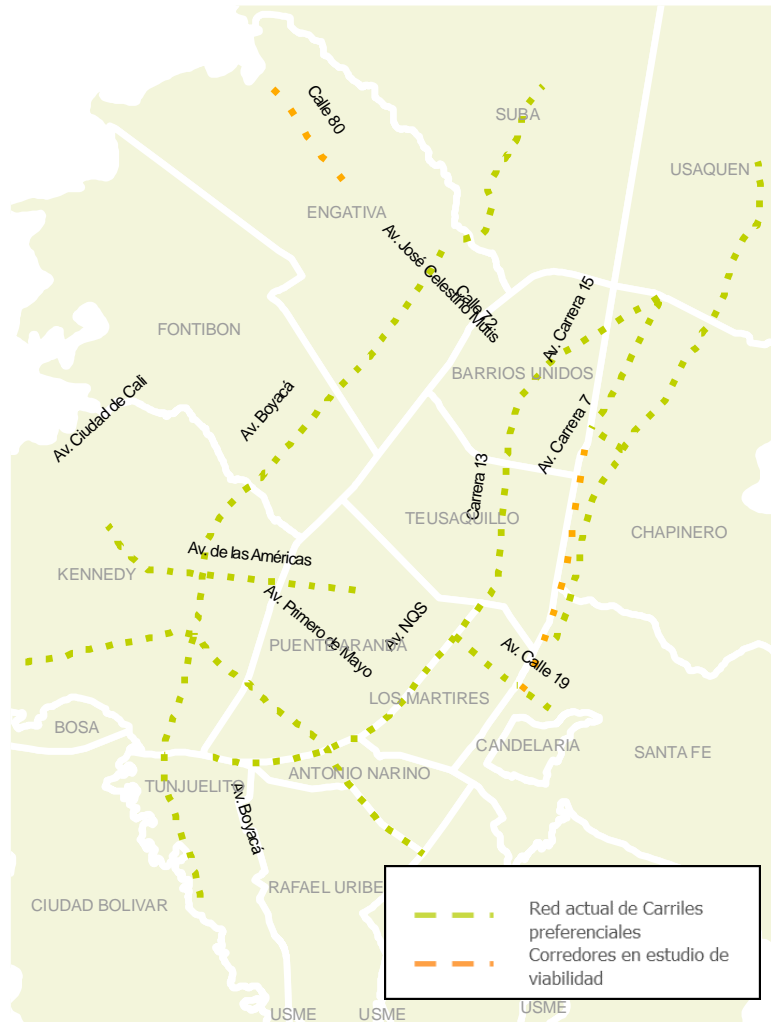 Calle 80
SUBA
USAQUEN
ENGATIVA
Av. José Celestino Mutis
Calle 72
Av. Carrera 15
FONTIBON
BARRIOS UNIDOS
Av. Ciudad de Cali
Av. Boyacá
Av. Carrera 7
Carrera 13
TEUSAQUILLO
CHAPINERO
Av. de las Américas
KENNEDY
Av. Primero de Mayo
PUENTE ARANDA
Av. NQS
Av. Calle 19
LOS MARTIRES
BOSA
CANDELARIA
SANTA FE
ANTONIO NARINO
TUNJUELITO
Av. Boyacá
RAFAEL URIBE
CIUDAD BOLIVAR
Red actual de Carriles
preferenciales
Corredores en estudio de
viabilidad
USME
USME
USME